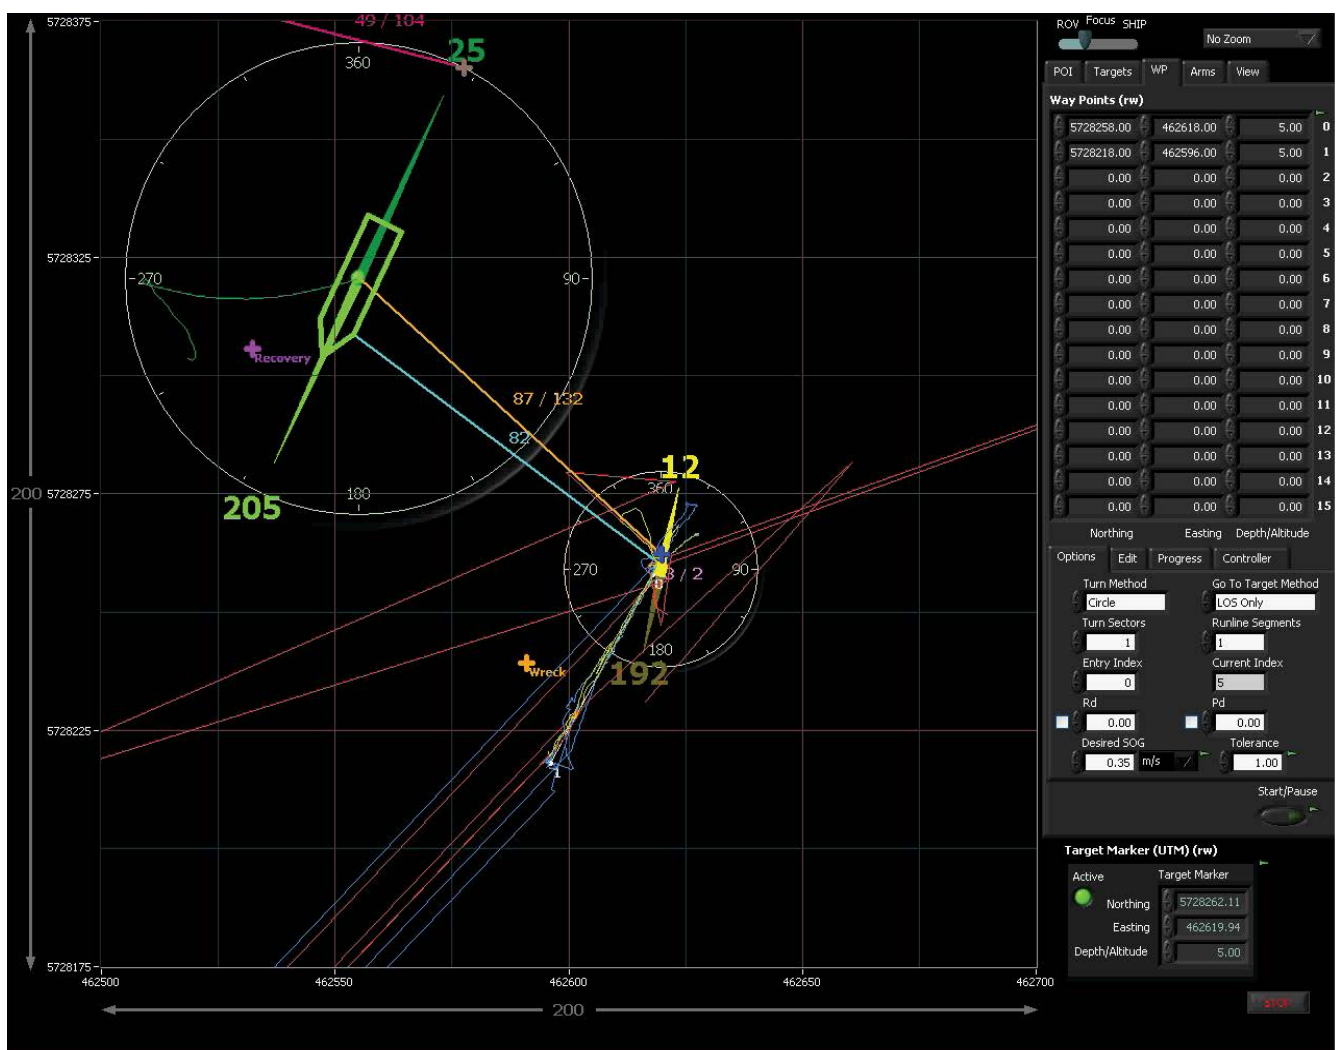 5728375
49 / 104
25
360
ROV Focus SHIP
No Zoom
POI Targets WP Arms View
Way Points (rw)
5728258.00 462618.00 5.00 0
5728218.00 462596.00 5.00 1
0.00 0.00 0.00 2
0.00 0.00 0.00 3
0.00 0.00 0.00 4
0.00 0.00 0.00 5
0.00 0.00 0.00 6
0.00 0.00 0.00 7
0.00 0.00 0.00 8
0.00 0.00 0.00 9
0.00 0.00 0.00 10
0.00 0.00 0.00 11
0.00 0.00 0.00 12
0.00 0.00 0.00 13
0.00 0.00 0.00 14
0.00 0.00 0.00 15
Northing Easting Depth/Altitude
5728325
270
90
Recovery
87 / 132
82
12
360
200
5728275
180
205
270
3 / 2
90
180
Wreck
192
5728225
1
5728175
462500 462550 462600 462650 462700
200
Options Edit Progress Controller
Turn Method Go To Target Method
Circle LOS Only
Turn Sectors Runline Segments
1 1
Entry Index Current Index
0 5
Rd Pd
0.00 0.00
Desired SOG Tolerance
0.35 m/s 1.00
Start/Pause
Target Marker (UTM) (rw)
Active Target Marker
Northing 5728262.11
Easting 462619.94
Depth/Altitude 5.00
STOP